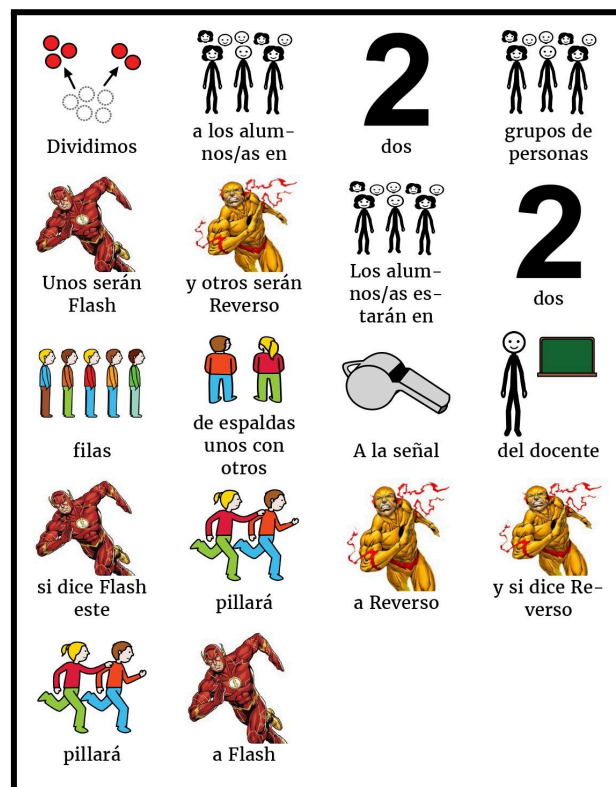 2
Dividimos
a los alum-
nos/as en
dos
grupos de
personas
2
Unos serán
Flash
y otros serán
Reverso
Los alum-
nos/as es-
tarán en
dos
filas
de espaldas
unos con
otros
A la señal
del docente
si dice Flash
este
pillará
a Reverso
y si dice Re-
verso
pillará
a Flash